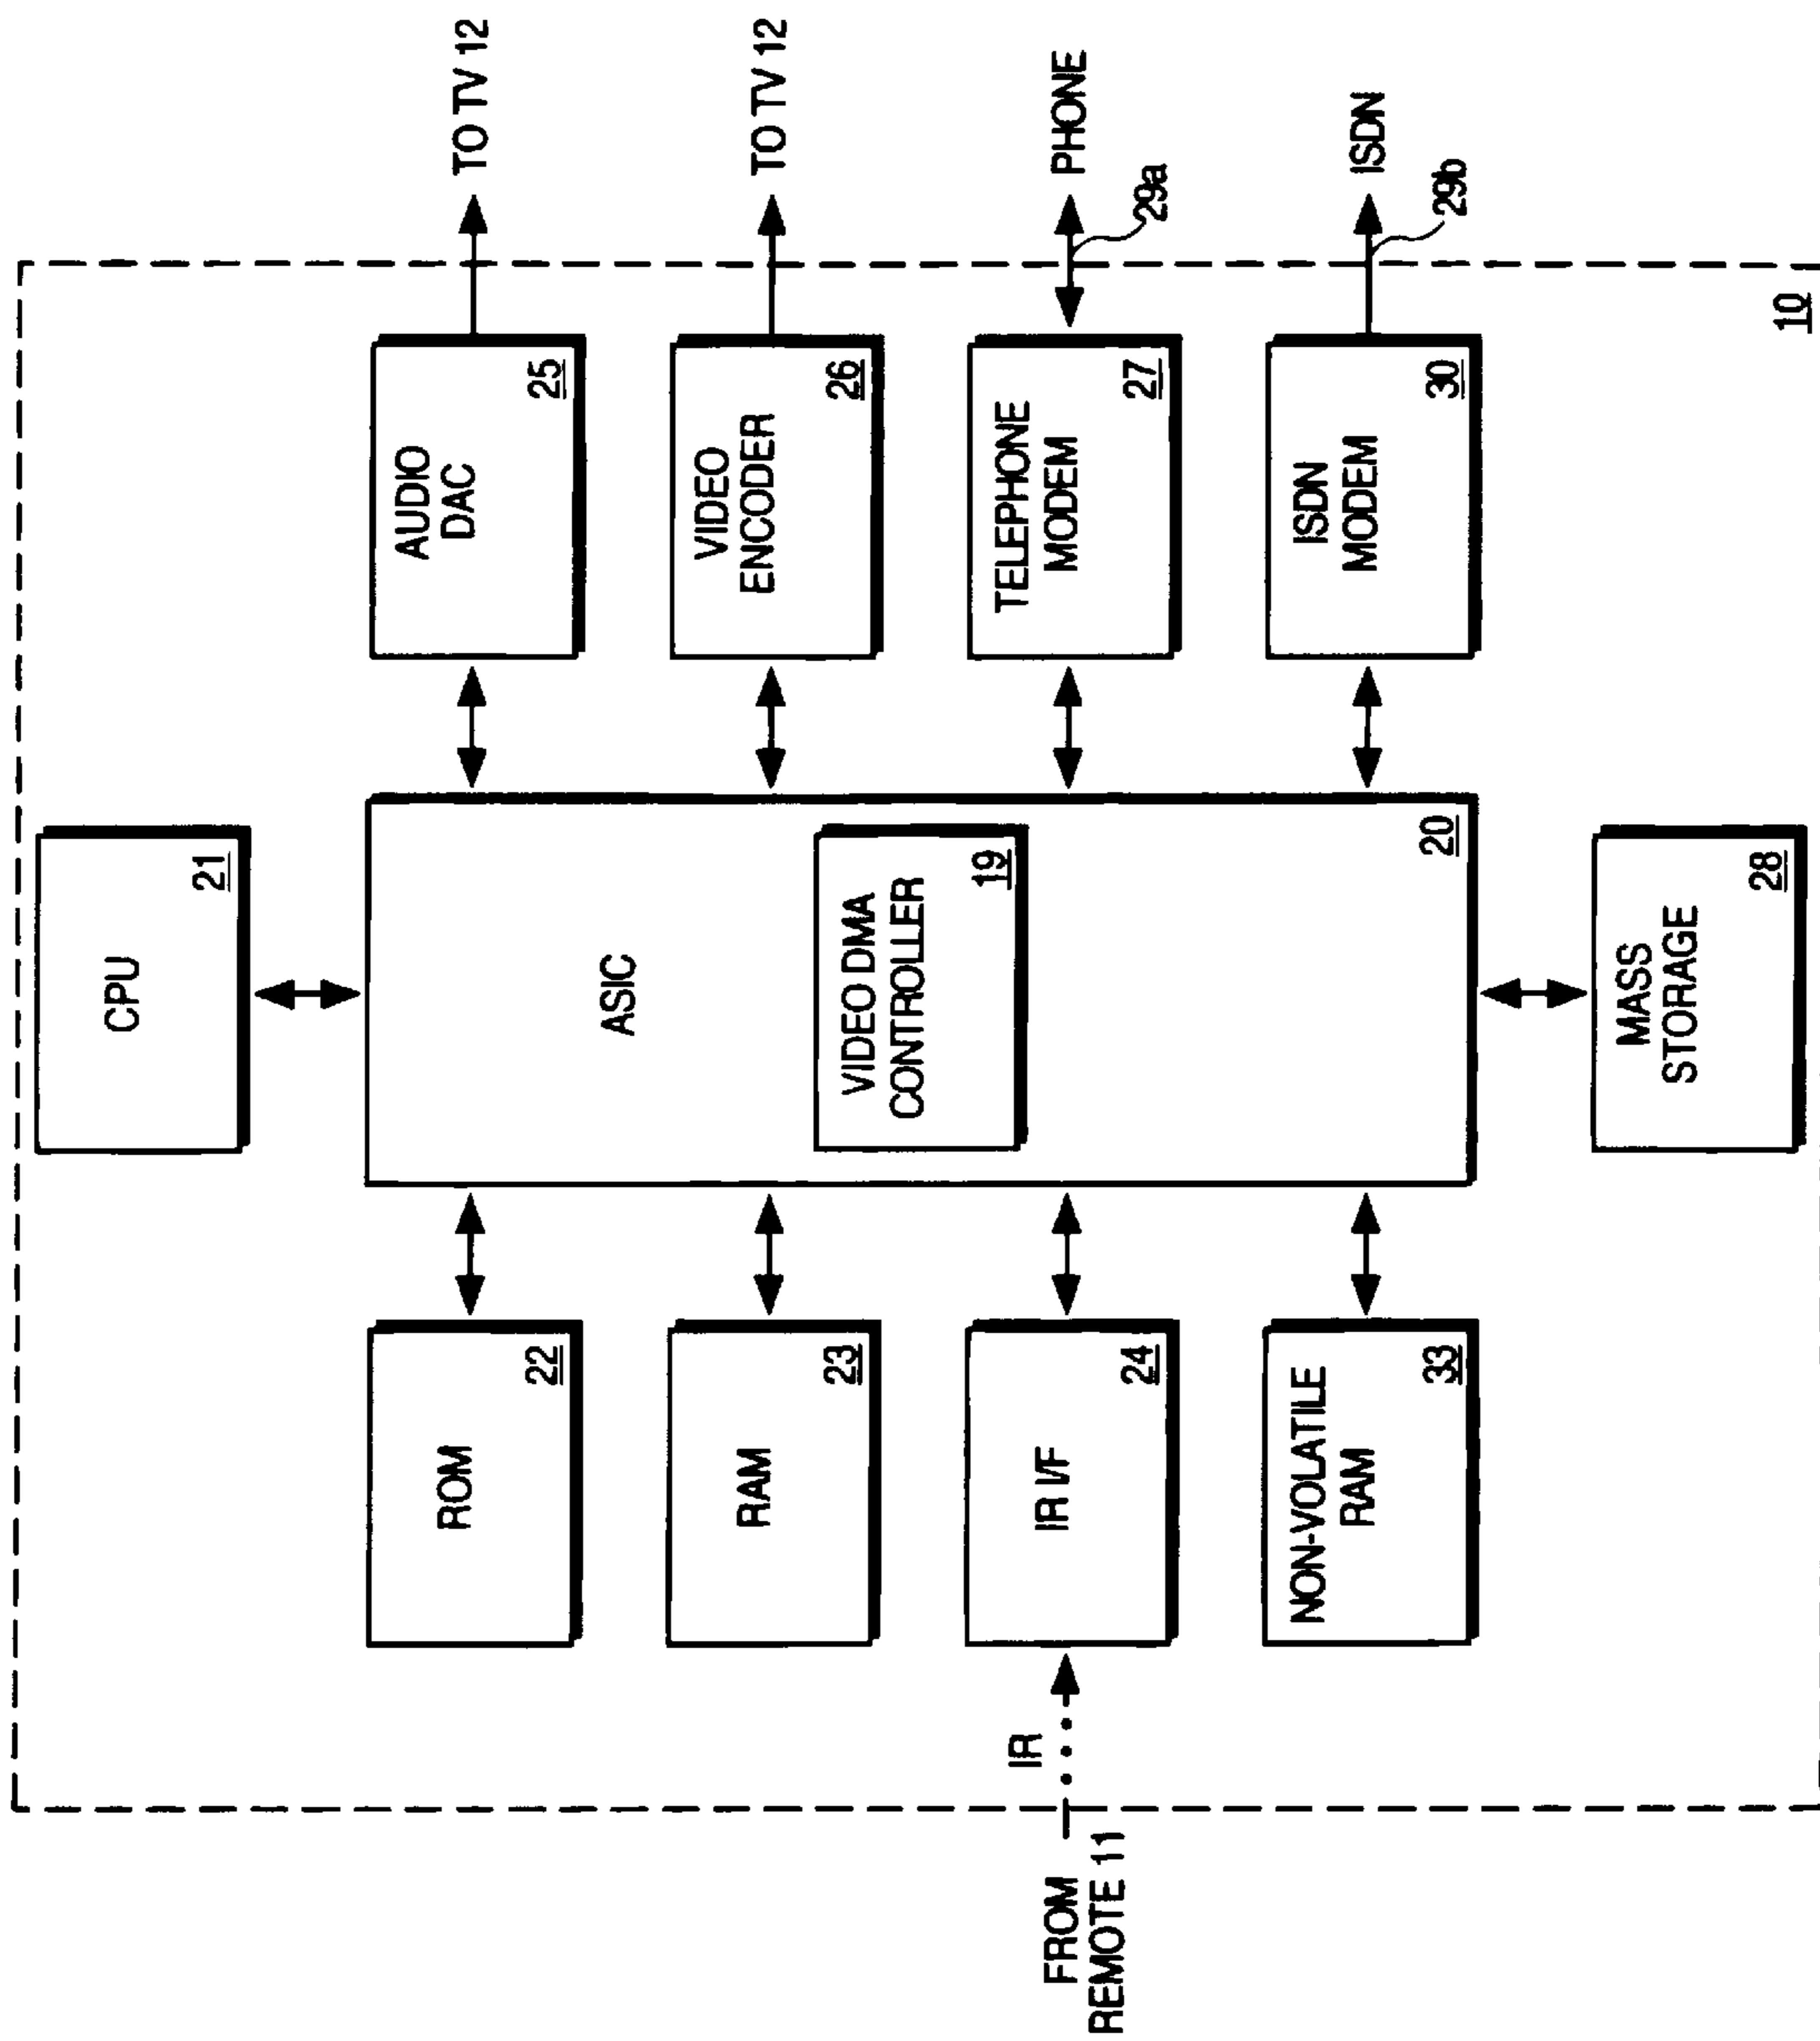 CPU
21
ROM
22
RAM
23
IR I/F
24
NON-VOLATILE
RAM
33
FROM
REMOTE 11
IR
ASIC
VIDEO DMA
CONTROLLER
19
20
AUDIO
DAC
25
TO TV 12
VIDEO
ENCODER
26
TO TV 12
TELEPHONE
MODEM
27
PHONE
29a
ISDN
MODEM
30
ISDN
29b
MASS
STORAGE
28
10